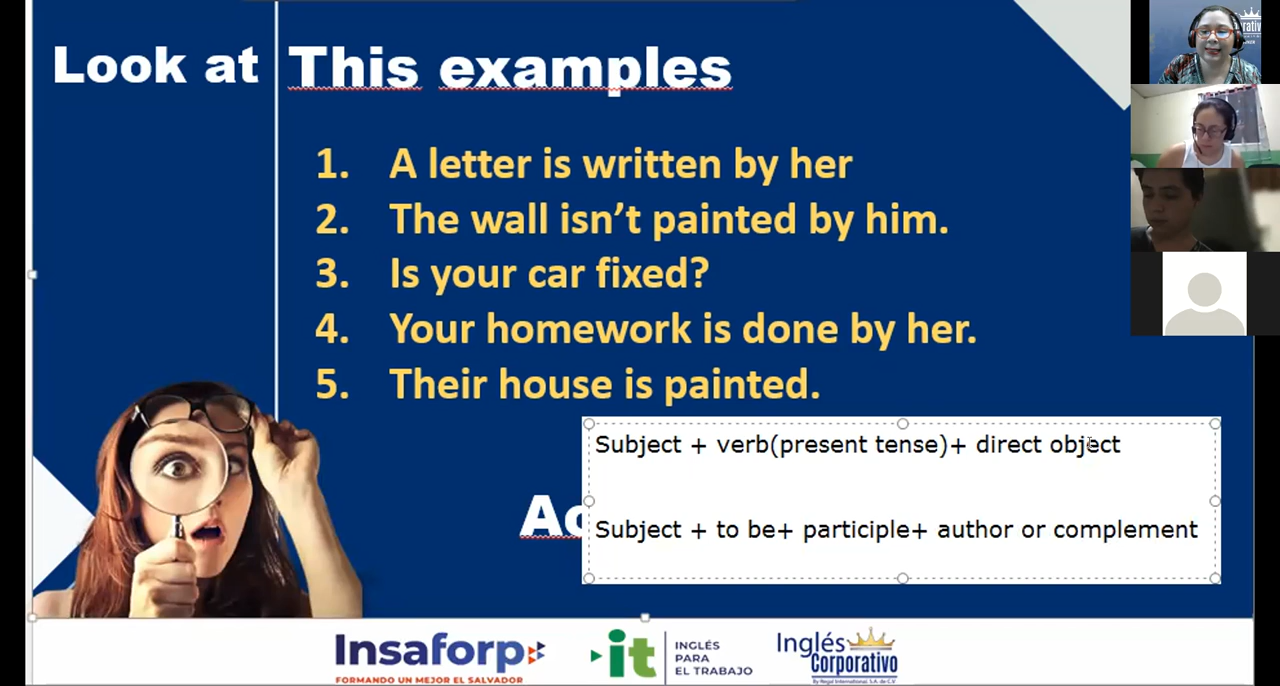 Look at
This examples
1. A letter is written by her
2. The wall isn't painted by him.
3. Is your car fixed?
4. Your homework is done by her.
5. Their house is painted.
Subject + verb(present tense)+ direct object
Subject + to be+ participle+ author or complement
Insaforp
FORMANDO UN MEJOR EL SALVADOR
it
INGLÉS
PARA
EL TRABAJO
Inglés
Corporativo
By Regal International, S.A. de C.V.